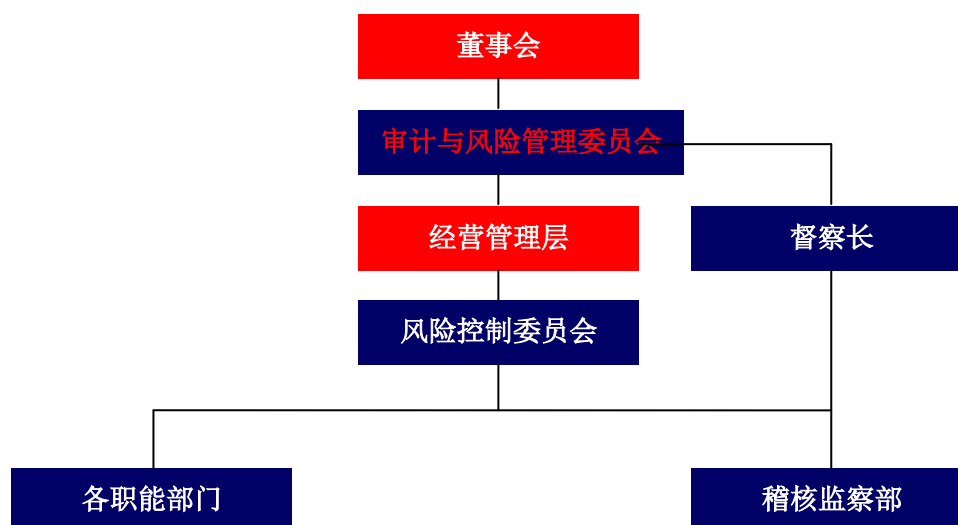 董事会
审计与风险管理委员会
经营管理层
督察长
风险控制委员会
各职能部门
稽核监察部